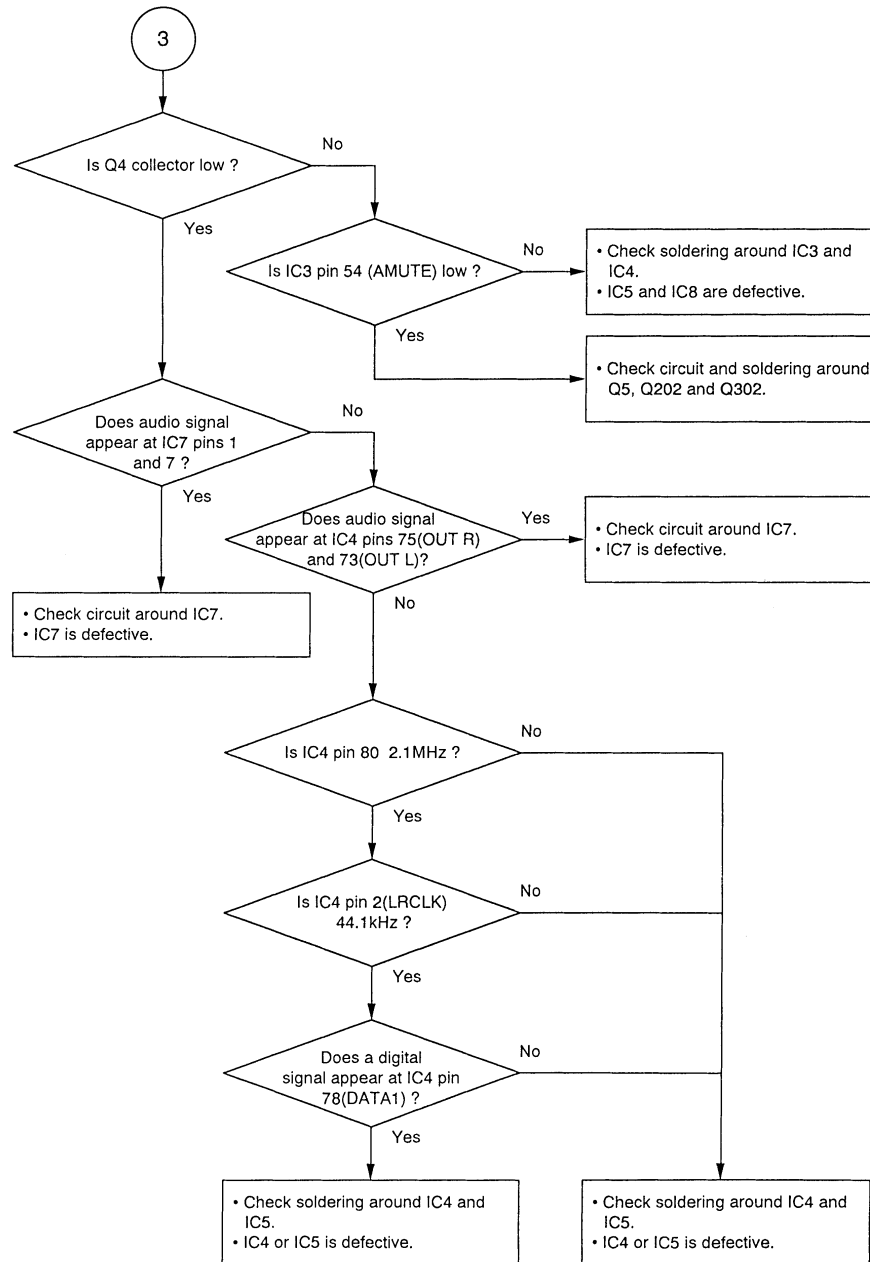 3
Is Q4 collector low ?
No
Yes
Is IC3 pin 54 (AMUTE) low ?
No
• Check soldering around IC3 and
IC4.
• IC5 and IC8 are defective.
Yes
• Check circuit and soldering around
Q5, Q202 and Q302.
Does audio signal
appear at IC7 pins 1
and 7 ?
No
Yes
• Check circuit around IC7.
• IC7 is defective.
Does audio signal
appear at IC4 pins 75(OUT R)
and 73(OUT L)?
Yes
• Check circuit around IC7.
• IC7 is defective.
No
Is IC4 pin 80 2.1MHz ?
No
Yes
Is IC4 pin 2(LRCLK)
44.1kHz ?
No
Yes
Does a digital
signal appear at IC4 pin
78(DATA1) ?
No
Yes
• Check soldering around IC4 and
IC5.
• IC4 or IC5 is defective.
• Check soldering around IC4 and
IC5.
• IC4 or IC5 is defective.